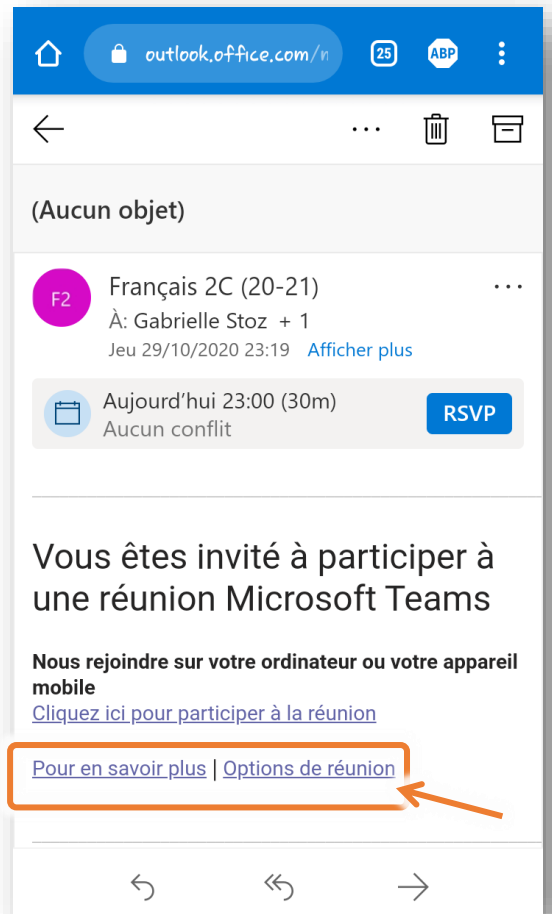 outlook.office.com/n 25 ABP
(Aucun objet)
F2
Français 2C (20-21)
À: Gabrielle Stoz + 1
Jeu 29/10/2020 23:19 Afficher plus
Aujourd'hui 23:00 (30m)
Aucun conflit
RSVP
Vous êtes invité à participer à
une réunion Microsoft Teams
Nous rejoindre sur votre ordinateur ou votre appareil
mobile
Cliquez ici pour participer à la réunion
Pour en savoir plus | Options de réunion